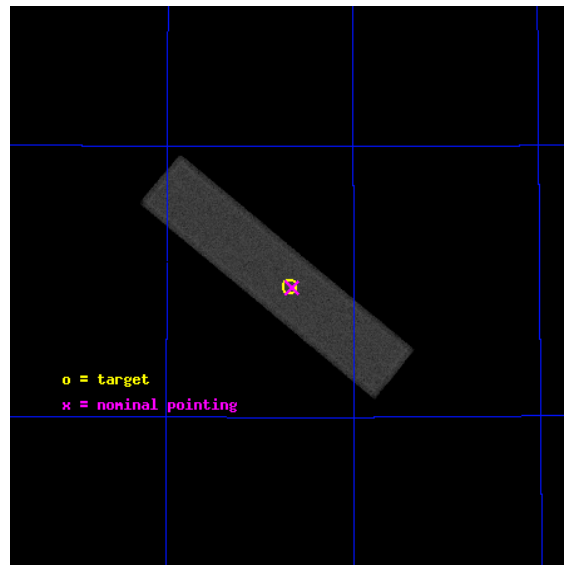 o = target
x = nominal pointing